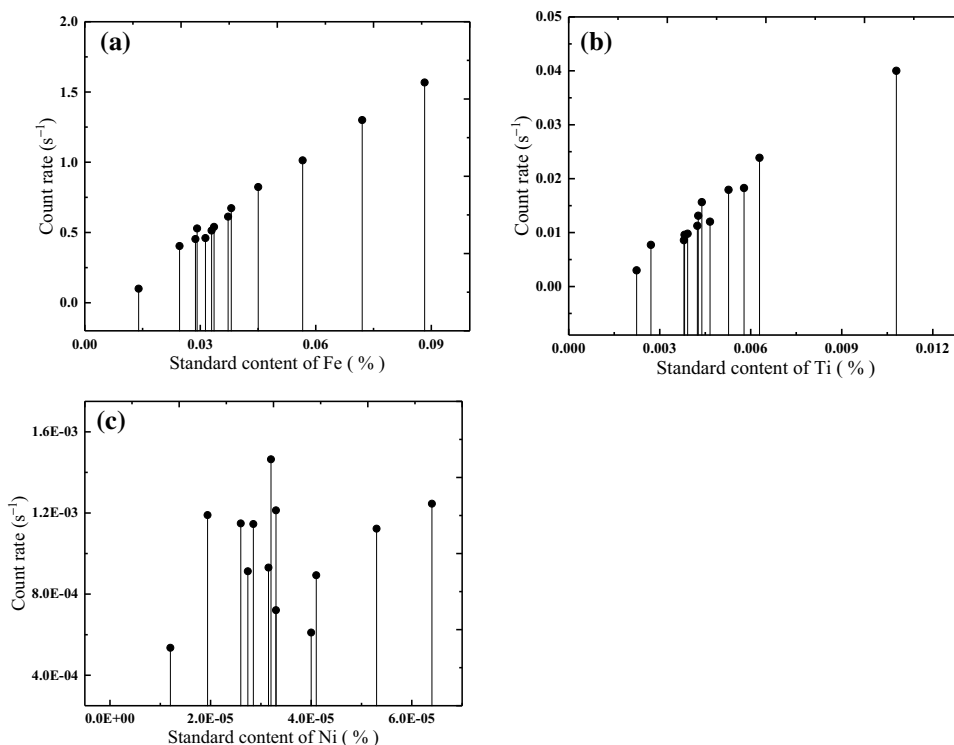 (a)
2.0
1.5
1.0
0.5
0.0
Count rate (s⁻¹)
0.00 0.03 0.06 0.09
Standard content of Fe ( % )
(b)
0.05
0.04
0.03
0.02
0.01
0.00
Count rate (s⁻¹)
0.000 0.003 0.006 0.009 0.012
Standard content of Ti ( % )
(c)
1.6E-03
1.2E-03
8.0E-04
4.0E-04
Count rate (s⁻¹)
0.0E+00 2.0E-05 4.0E-05 6.0E-05
Standard content of Ni ( % )